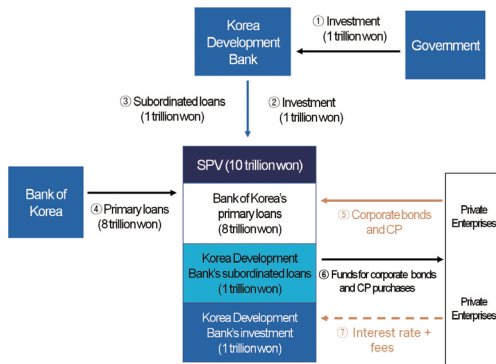 ① Investment
(1 trillion won)
Korea
Development
Bank
Government
③ Subordinated loans
(1 trillion won)
② Investment
(1 trillion won)
SPV (10 trillion won)
Bank of
Korea
④ Primary loans
(8 trillion won)
Bank of Korea's
primary loans
(8 trillion won)
⑤ Corporate bonds
and CP
Private
Enterprises
Korea Development
Bank's subordinated loans
(1 trillion won)
⑥ Funds for corporate bonds
and CP purchases
Korea Development
Bank's investment
(1 trillion won)
⑦ Interest rate +
fees
Private
Enterprises